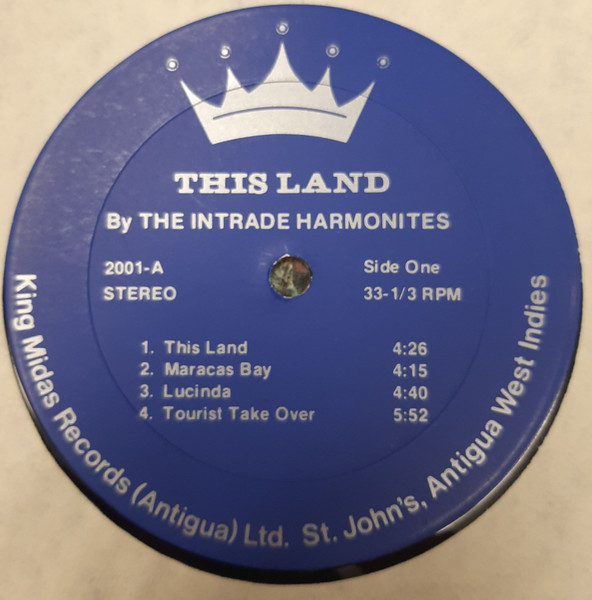 THIS LAND
By THE INTRADE HARMONITES
2001-A Side One
STEREO 33-1/3 RPM
1. This Land 4:26
2. Maracas Bay 4:15
3. Lucinda 4:40
4. Tourist Take Over 5:52
King Midas Records (Antigua) Ltd. St. John's, Antigua West Indies